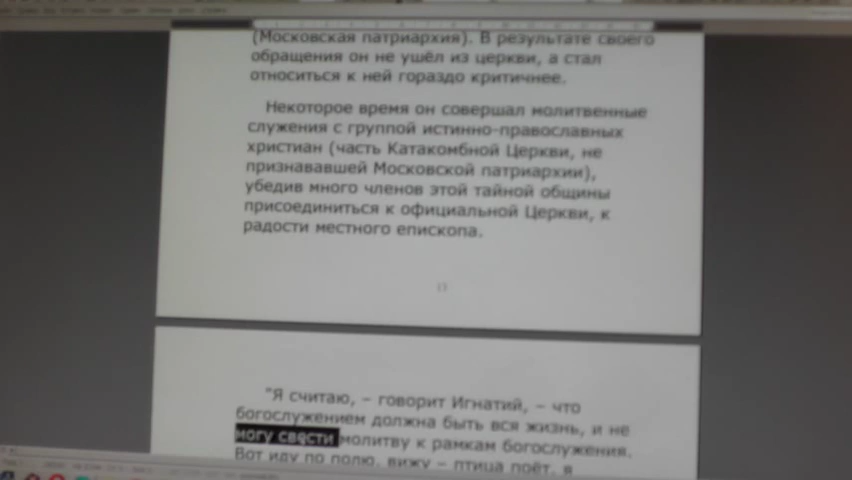 (Московская патриархия). В результате своего
обращения он не ушёл из церкви, а стал
относиться к ней гораздо критичнее.
Некоторое время он совершал молитвенные
служения с группой истинно-православных
христиан (часть Катакомбной Церкви, не
признававшей Московской патриархии),
убедив много членов этой тайной общины
присоединиться к официальной Церкви, к
радости местного епископа.
"Я считаю, – говорит Игнатий, – что
богослужением должна быть вся жизнь, и не
могу свести молитву к рамкам богослужения.
Вот иду по полю, вижу – птица поёт, я